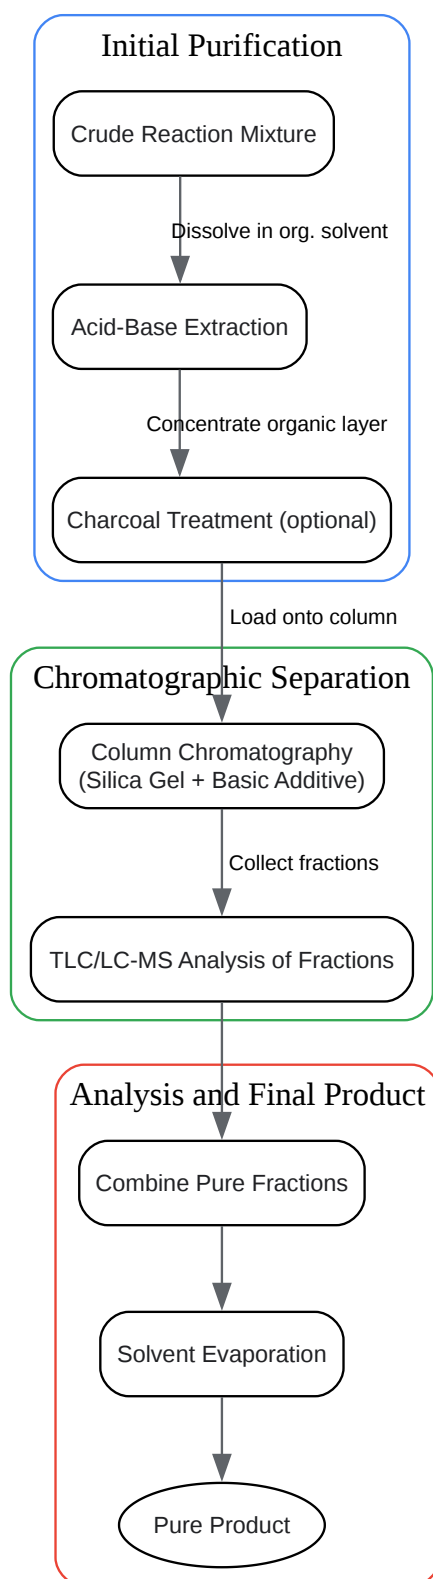 Initial Purification
Crude Reaction Mixture
Dissolve in org. solvent
Acid-Base Extraction
Concentrate organic layer
Charcoal Treatment (optional)
Load onto column
Chromatographic Separation
Column Chromatography
(Silica Gel + Basic Additive)
Collect fractions
TLC/LC-MS Analysis of Fractions
Analysis and Final Product
Combine Pure Fractions
Solvent Evaporation
Pure Product